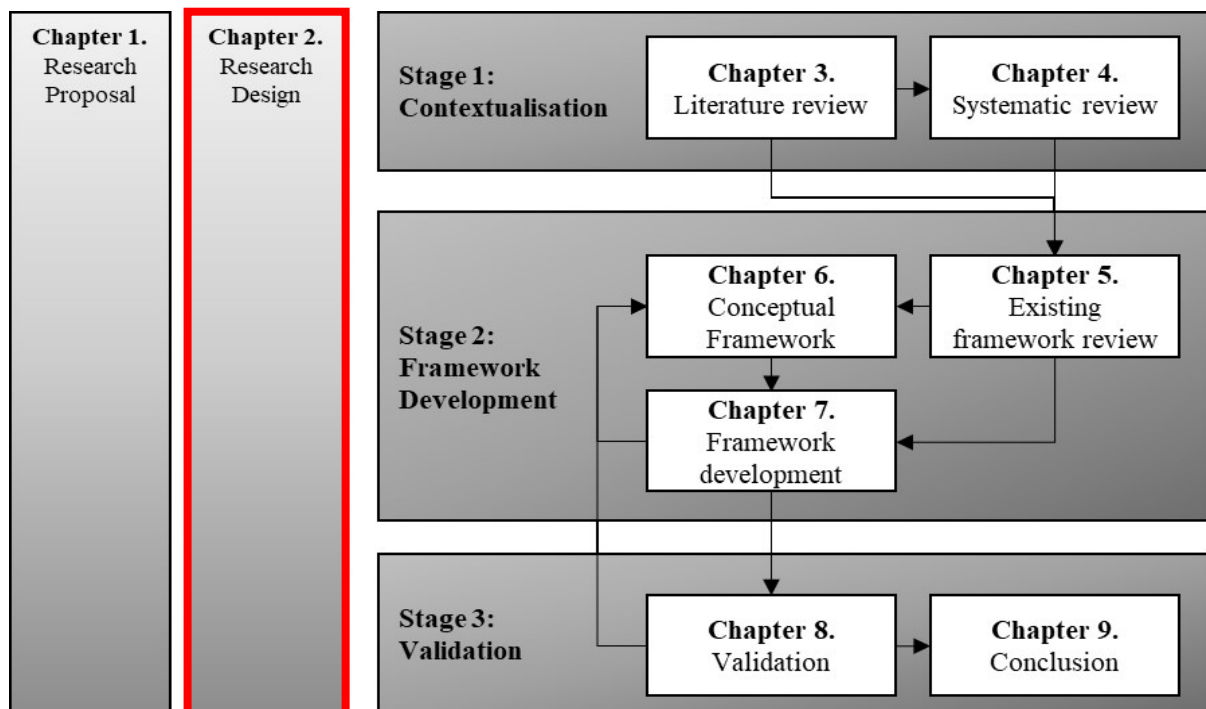 Chapter 1.
Research
Proposal
Chapter 2.
Research
Design
Stage 1:
Contextualisation
Chapter 3.
Literature review
Chapter 4.
Systematic review
Stage 2:
Framework
Development
Chapter 6.
Conceptual
Framework
Chapter 5.
Existing
framework review
Chapter 7.
Framework
development
Stage 3:
Validation
Chapter 8.
Validation
Chapter 9.
Conclusion